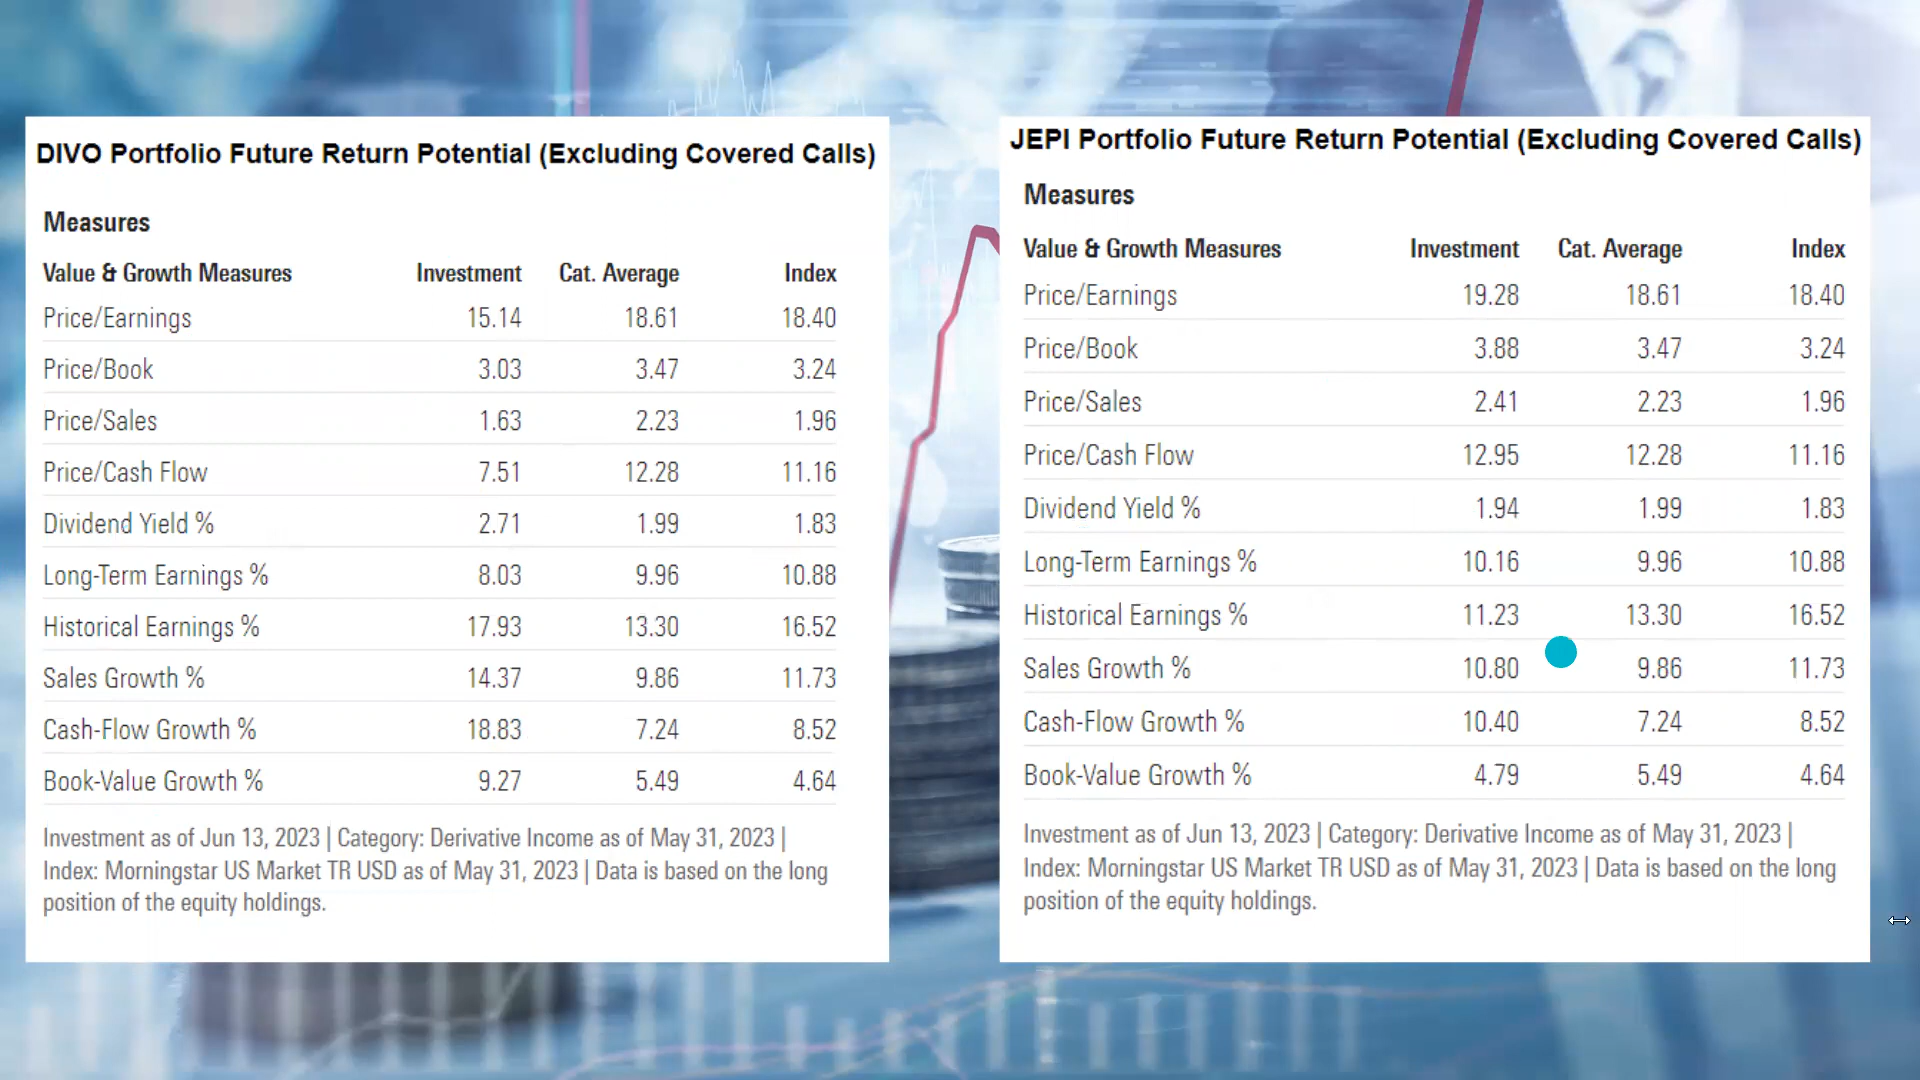 DIVO Portfolio Future Return Potential (Excluding Covered Calls)
Measures
Value & Growth Measures Investment Cat. Average Index
Price/Earnings 15.14 18.61 18.40
Price/Book 3.03 3.47 3.24
Price/Sales 1.63 2.23 1.96
Price/Cash Flow 7.51 12.28 11.16
Dividend Yield % 2.71 1.99 1.83
Long-Term Earnings % 8.03 9.96 10.88
Historical Earnings % 17.93 13.30 16.52
Sales Growth % 14.37 9.86 11.73
Cash-Flow Growth % 18.83 7.24 8.52
Book-Value Growth % 9.27 5.49 4.64
Investment as of Jun 13, 2023 | Category: Derivative Income as of May 31, 2023 |
Index: Morningstar US Market TR USD as of May 31, 2023 | Data is based on the long
position of the equity holdings.
JEPI Portfolio Future Return Potential (Excluding Covered Calls)
Measures
Value & Growth Measures Investment Cat. Average Index
Price/Earnings 19.28 18.61 18.40
Price/Book 3.88 3.47 3.24
Price/Sales 2.41 2.23 1.96
Price/Cash Flow 12.95 12.28 11.16
Dividend Yield % 1.94 1.99 1.83
Long-Term Earnings % 10.16 9.96 10.88
Historical Earnings % 11.23 13.30 16.52
Sales Growth % 10.80 9.86 11.73
Cash-Flow Growth % 10.40 7.24 8.52
Book-Value Growth % 4.79 5.49 4.64
Investment as of Jun 13, 2023 | Category: Derivative Income as of May 31, 2023 |
Index: Morningstar US Market TR USD as of May 31, 2023 | Data is based on the long
position of the equity holdings.